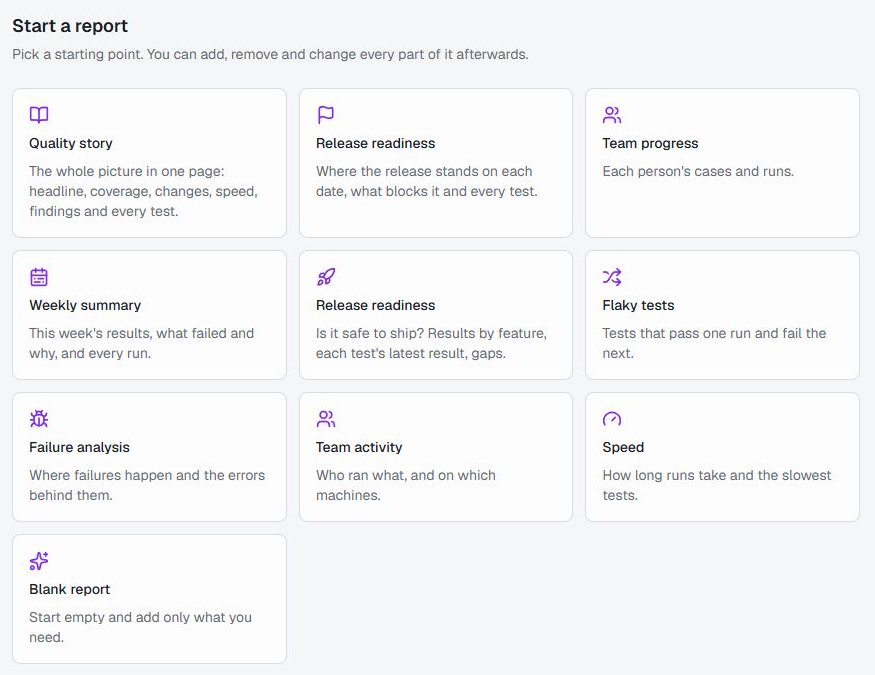 Start a report
Pick a starting point. You can add, remove and change every part of it afterwards.
Quality story
The whole picture in one page:
headline, coverage, changes, speed,
findings and every test.
Release readiness
Where the release stands on each
date, what blocks it and every test.
Team progress
Each person's cases and runs.
Weekly summary
This week's results, what failed and
why, and every run.
Release readiness
Is it safe to ship? Results by feature,
each test's latest result, gaps.
Flaky tests
Tests that pass one run and fail the
next.
Failure analysis
Where failures happen and the errors
behind them.
Team activity
Who ran what, and on which
machines.
Speed
How long runs take and the slowest
tests.
Blank report
Start empty and add only what you
need.